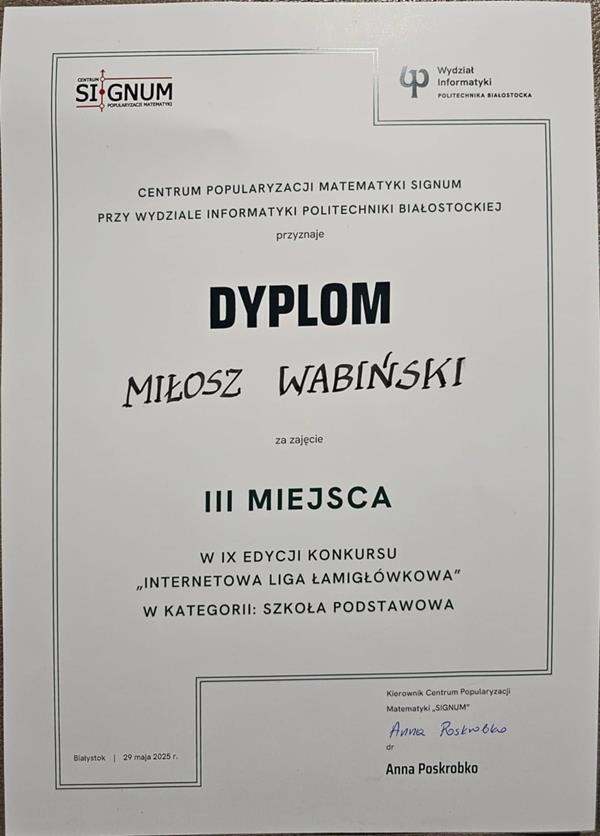 CENTRUM
SIGNUM
POPULARYZACJI MATEMATYKI
Wydział
Informatyki
POLITECHNIKA BIAŁOSTOCKA
CENTRUM POPULARYZACJI MATEMATYKI SIGNUM
PRZY WYDZIALE INFORMATYKI POLITECHNIKI BIAŁOSTOCKIEJ
przyznaje
DYPLOM
MIŁOSZ WABIŃSKI
za zajęcie
III MIEJSCA
W IX EDYCJI KONKURSU
„INTERNETOWA LIGA ŁAMIGŁÓWKOWA”
W KATEGORII: SZKOŁA PODSTAWOWA
Kierownik Centrum Popularyzacji
Matematyki „SIGNUM”
Anna Poskrobko
dr
Anna Poskrobko
Białystok | 29 maja 2025 r.